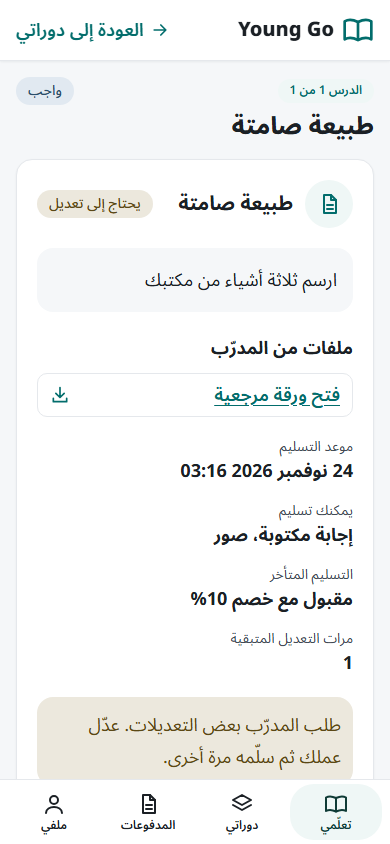 Young Go
العودة إلى دوراتي
الدرس 1 من 1
واجب
طبيعة صامتة
طبيعة صامتة
يحتاج إلى تعديل
ارسم ثلاثة أشياء من مكتبك
ملفات من المدرّب
فتح ورقة مرجعية
موعد التسليم
24 نوفمبر 2026 03:16
يمكنك تسليم
إجابة مكتوبة، صور
التسليم المتأخر
مقبول مع خصم 10%
مرات التعديل المتبقية
1
طلب المدرّب بعض التعديلات. عدّل
عملك ثم سلّمه مرة أخرى.
تعلّمي
دوراتي
المدفوعات
ملفي